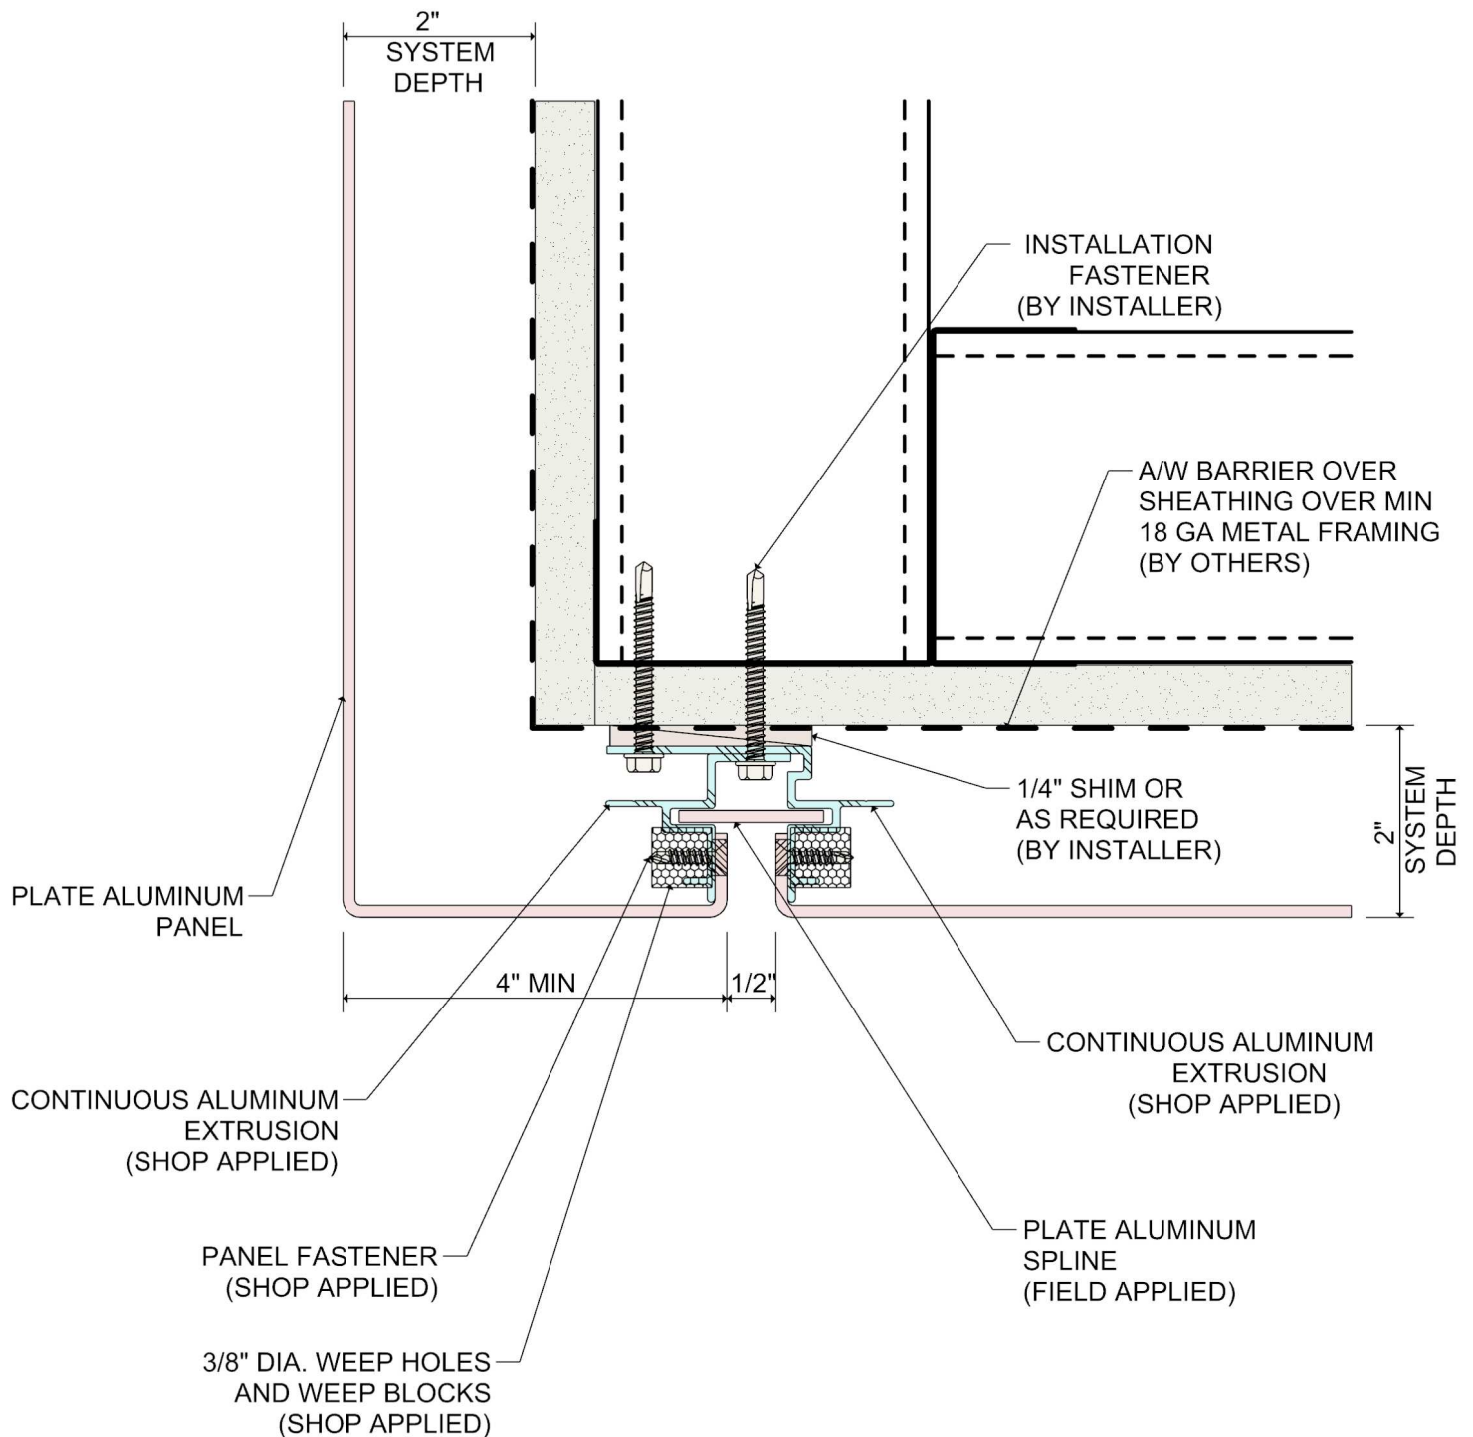 2"
SYSTEM
DEPTH
INSTALLATION
FASTENER
(BY INSTALLER)
A/W BARRIER OVER
SHEATHING OVER MIN
18 GA METAL FRAMING
(BY OTHERS)
1/4" SHIM OR
AS REQUIRED
(BY INSTALLER)
2"
SYSTEM
DEPTH
PLATE ALUMINUM
PANEL
4" MIN
1/2"
CONTINUOUS ALUMINUM
EXTRUSION
(SHOP APPLIED)
CONTINUOUS ALUMINUM
EXTRUSION
(SHOP APPLIED)
PANEL FASTENER
(SHOP APPLIED)
PLATE ALUMINUM
SPLINE
(FIELD APPLIED)
3/8" DIA. WEEP HOLES
AND WEEP BLOCKS
(SHOP APPLIED)